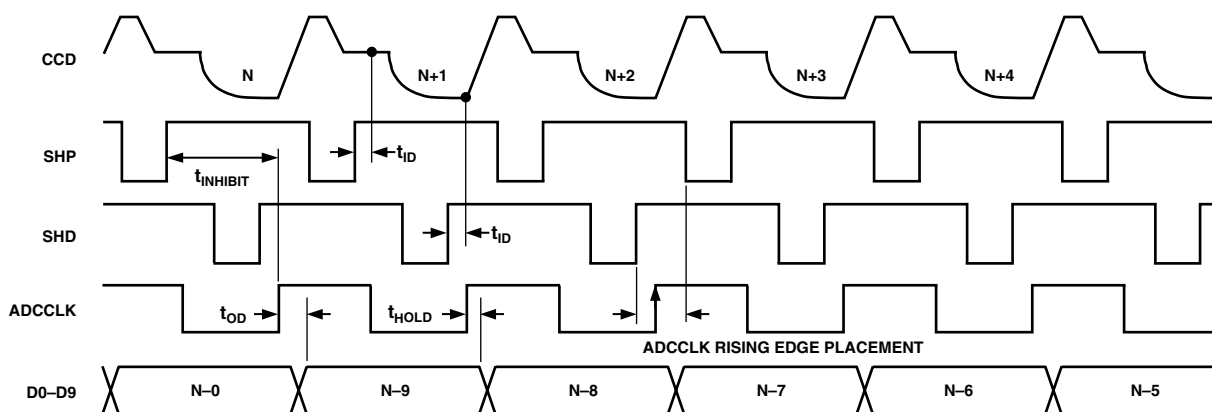 CCD
N N+1 N+2 N+3 N+4
SHP
tID
tINHIBIT
SHD
tID
ADCCLK
tOD tHOLD
ADCCLK RISING EDGE PLACEMENT
D0–D9 N–0 N–9 N–8 N–7 N–6 N–5